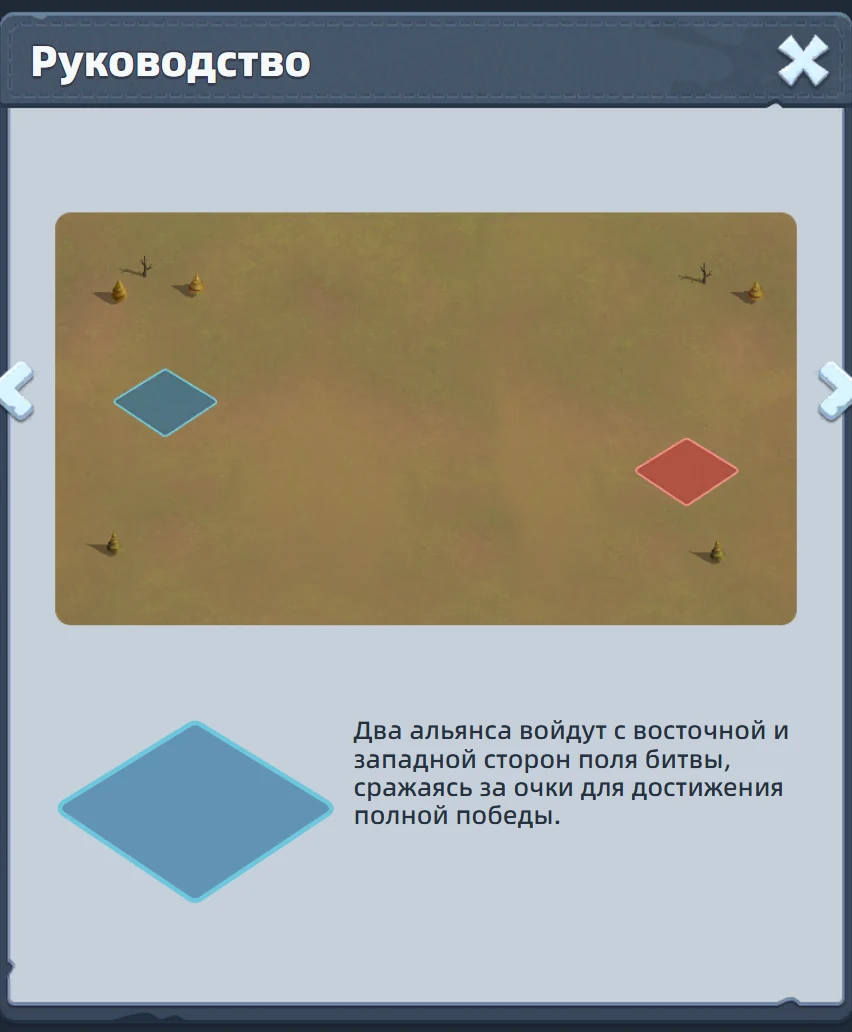 Руководство
Два альянса войдут с восточной и
западной сторон поля битвы,
сражаясь за очки для достижения
полной победы.